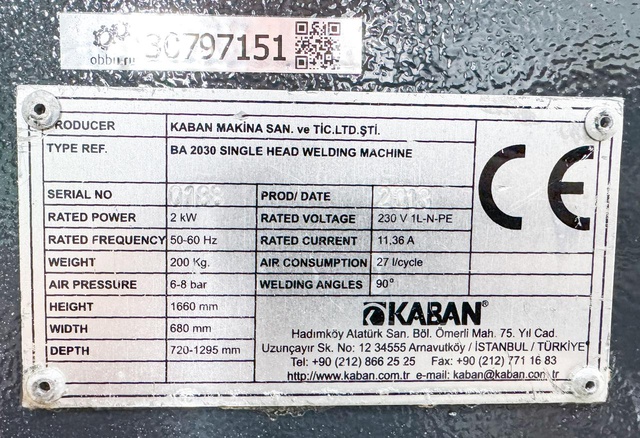 obbu.ru 30797151
PRODUCER KABAN MAKİNA SAN. ve TİC.LTD.ŞTİ.
TYPE REF. BA 2030 SINGLE HEAD WELDING MACHINE
CE
SERIAL NO PROD/ DATE
RATED POWER 2 kW RATED VOLTAGE 230 V 1L-N-PE
RATED FREQUENCY 50-60 Hz RATED CURRENT 11,36 A
WEIGHT 200 Kg. AIR CONSUMPTION 27 l/cycle
AIR PRESSURE 6-8 bar WELDING ANGLES 90°
HEIGHT 1660 mm
WIDTH 680 mm
DEPTH 720-1295 mm
KABAN®
Hadımköy Atatürk San. Böl. Ömerli Mah. 75. Yıl Cad.
Uzunçayır Sk. No: 12 34555 Arnavutköy / İSTANBUL / TÜRKİYE
Tel: +90 (212) 866 25 25 Fax: +90 (212) 771 16 83
http://www.kaban.com.tr e-mail: kaban@kaban.com.tr